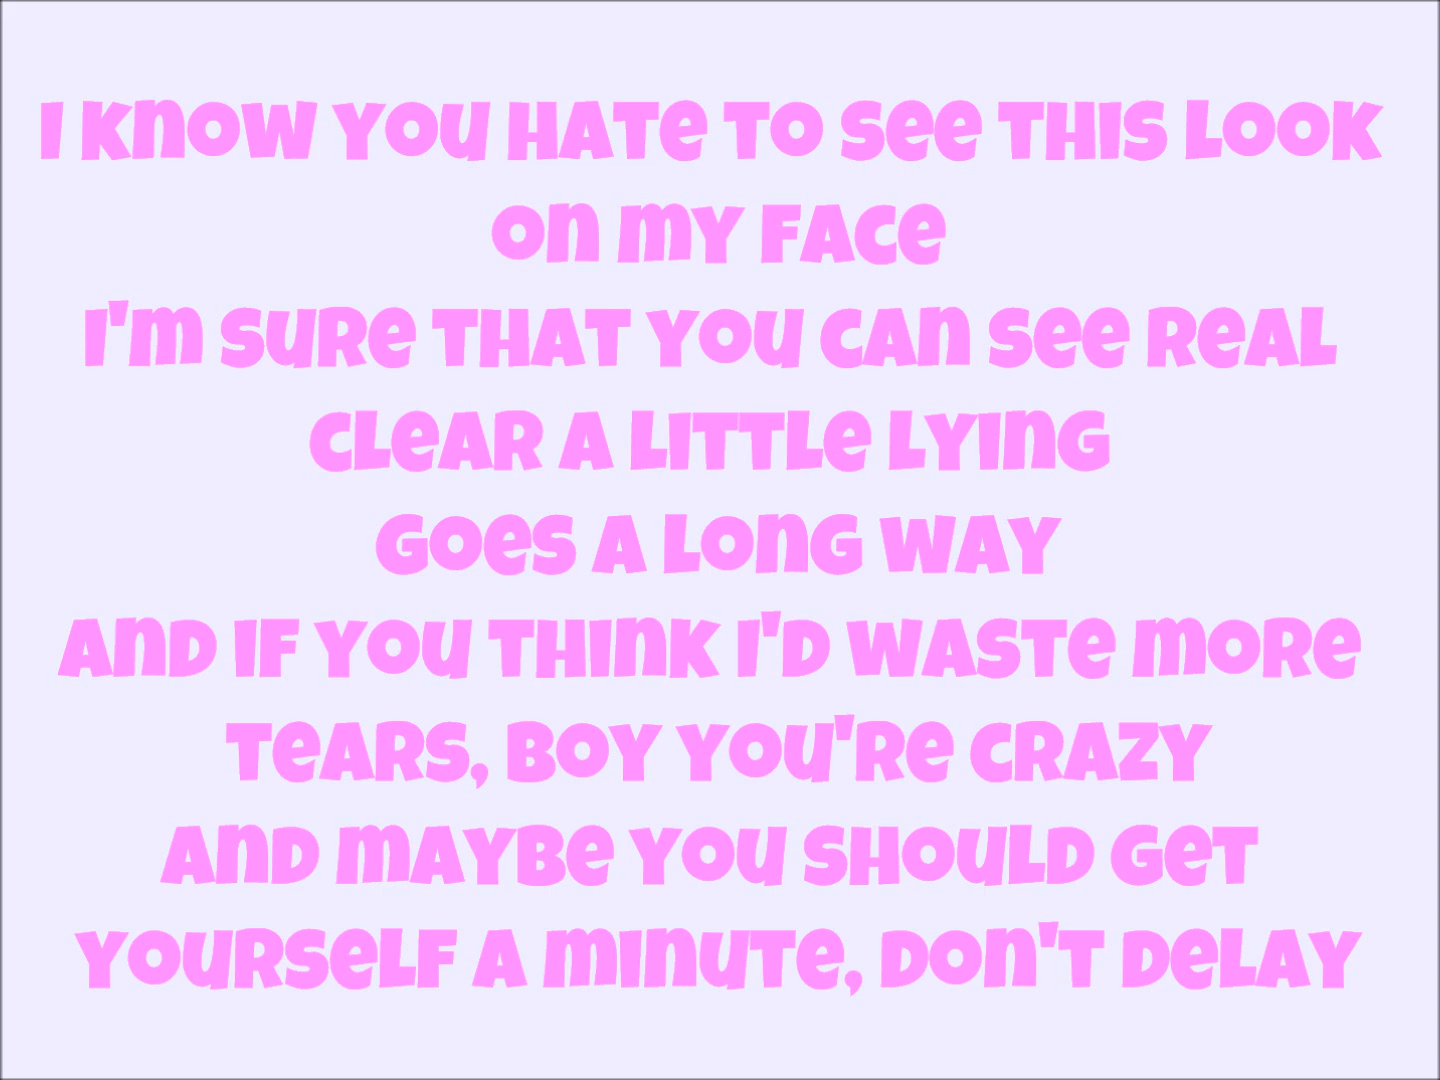 I know you hate to see this look
on my face
I'm sure that you can see real
clear a little lying
goes a long way
And if you think I'd waste more
tears, boy you're crazy
And maybe you should get
yourself a minute, don't delay